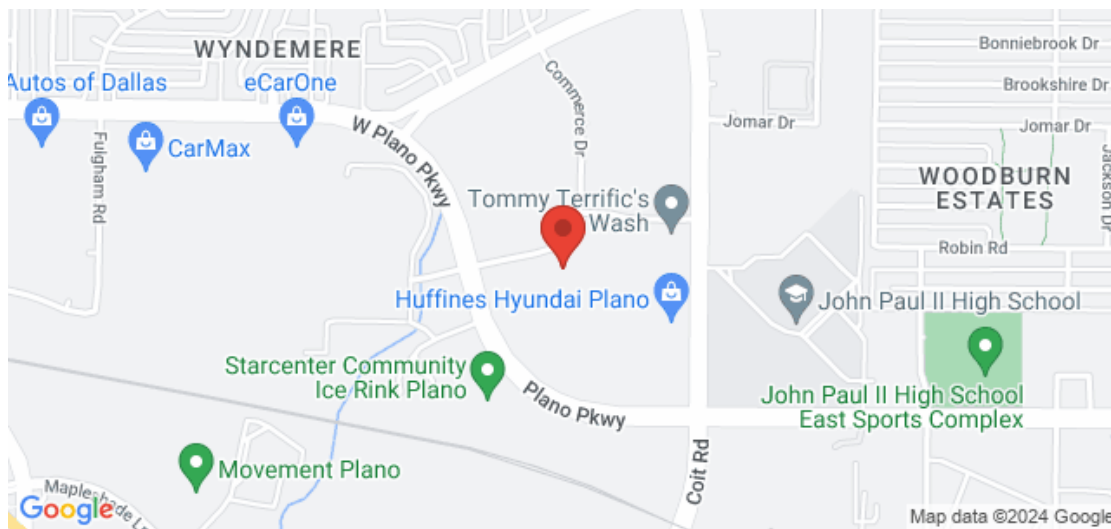 WYNDEMERE
Autos of Dallas
eCarOne
CarMax
Fulgham Rd
W Plano Pkwy
Commerce Dr
Bonniebrook Dr
Brookshire Dr
Jomar Dr
Jomar Dr
Jackson Dr
WOODBURN
ESTATES
Tommy Terrific's
Wash
Robin Rd
Huffines Hyundai Plano
John Paul II High School
Starcenter Community
Ice Rink Plano
Plano Pkwy
John Paul II High School
East Sports Complex
Coit Rd
Movement Plano
Mapleshade Ln
Google
Map data ©2024 Google